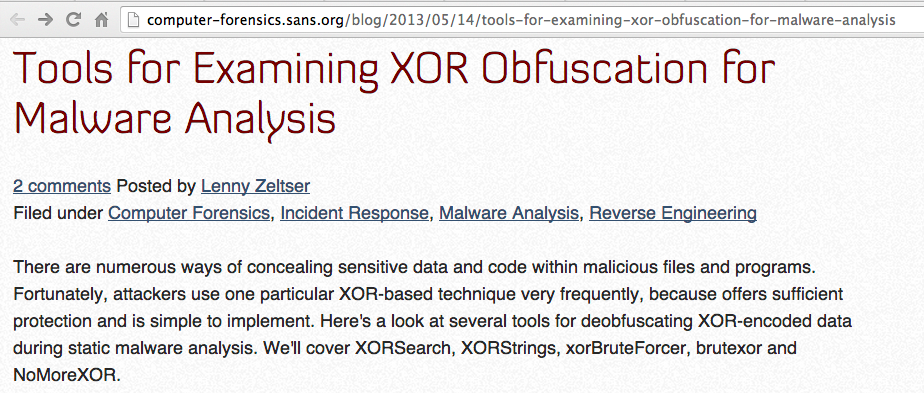 computer-forensics.sans.org/blog/2013/05/14/tools-for-examining-xor-obfuscation-for-malware-analysis
Tools for Examining XOR Obfuscation for
Malware Analysis
2 comments Posted by Lenny Zeltser
Filed under Computer Forensics, Incident Response, Malware Analysis, Reverse Engineering
There are numerous ways of concealing sensitive data and code within malicious files and programs.
Fortunately, attackers use one particular XOR-based technique very frequently, because offers sufficient
protection and is simple to implement. Here's a look at several tools for deobfuscating XOR-encoded data
during static malware analysis. We'll cover XORSearch, XORStrings, xorBruteForcer, brutexor and
NoMoreXOR.